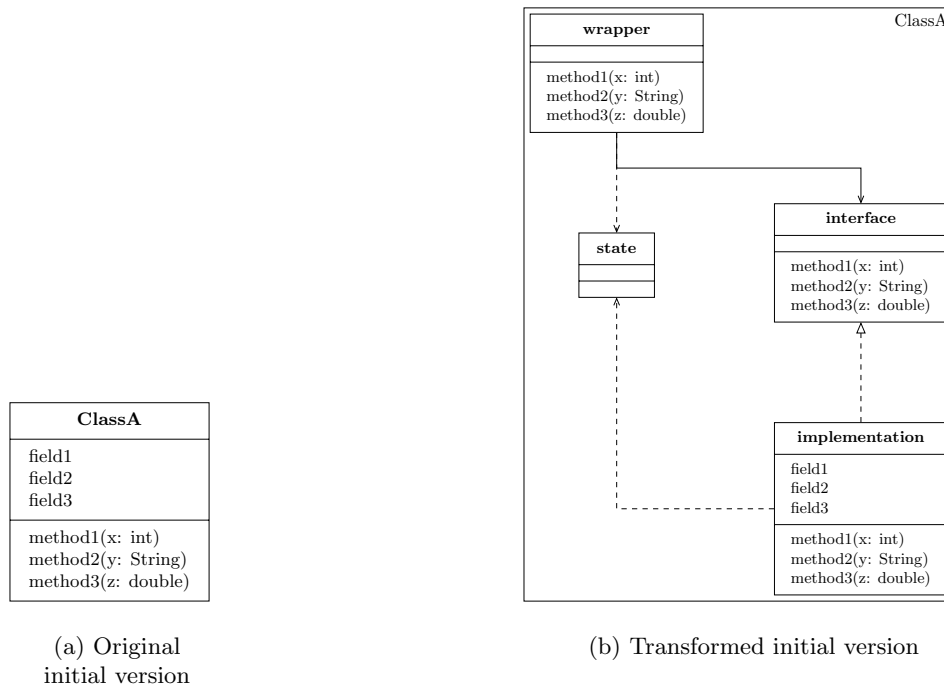 ClassA
field1
field2
field3
method1(x: int)
method2(y: String)
method3(z: double)
(a) Original
initial version
ClassA
wrapper
method1(x: int)
method2(y: String)
method3(z: double)
state
interface
method1(x: int)
method2(y: String)
method3(z: double)
implementation
field1
field2
field3
method1(x: int)
method2(y: String)
method3(z: double)
(b) Transformed initial version